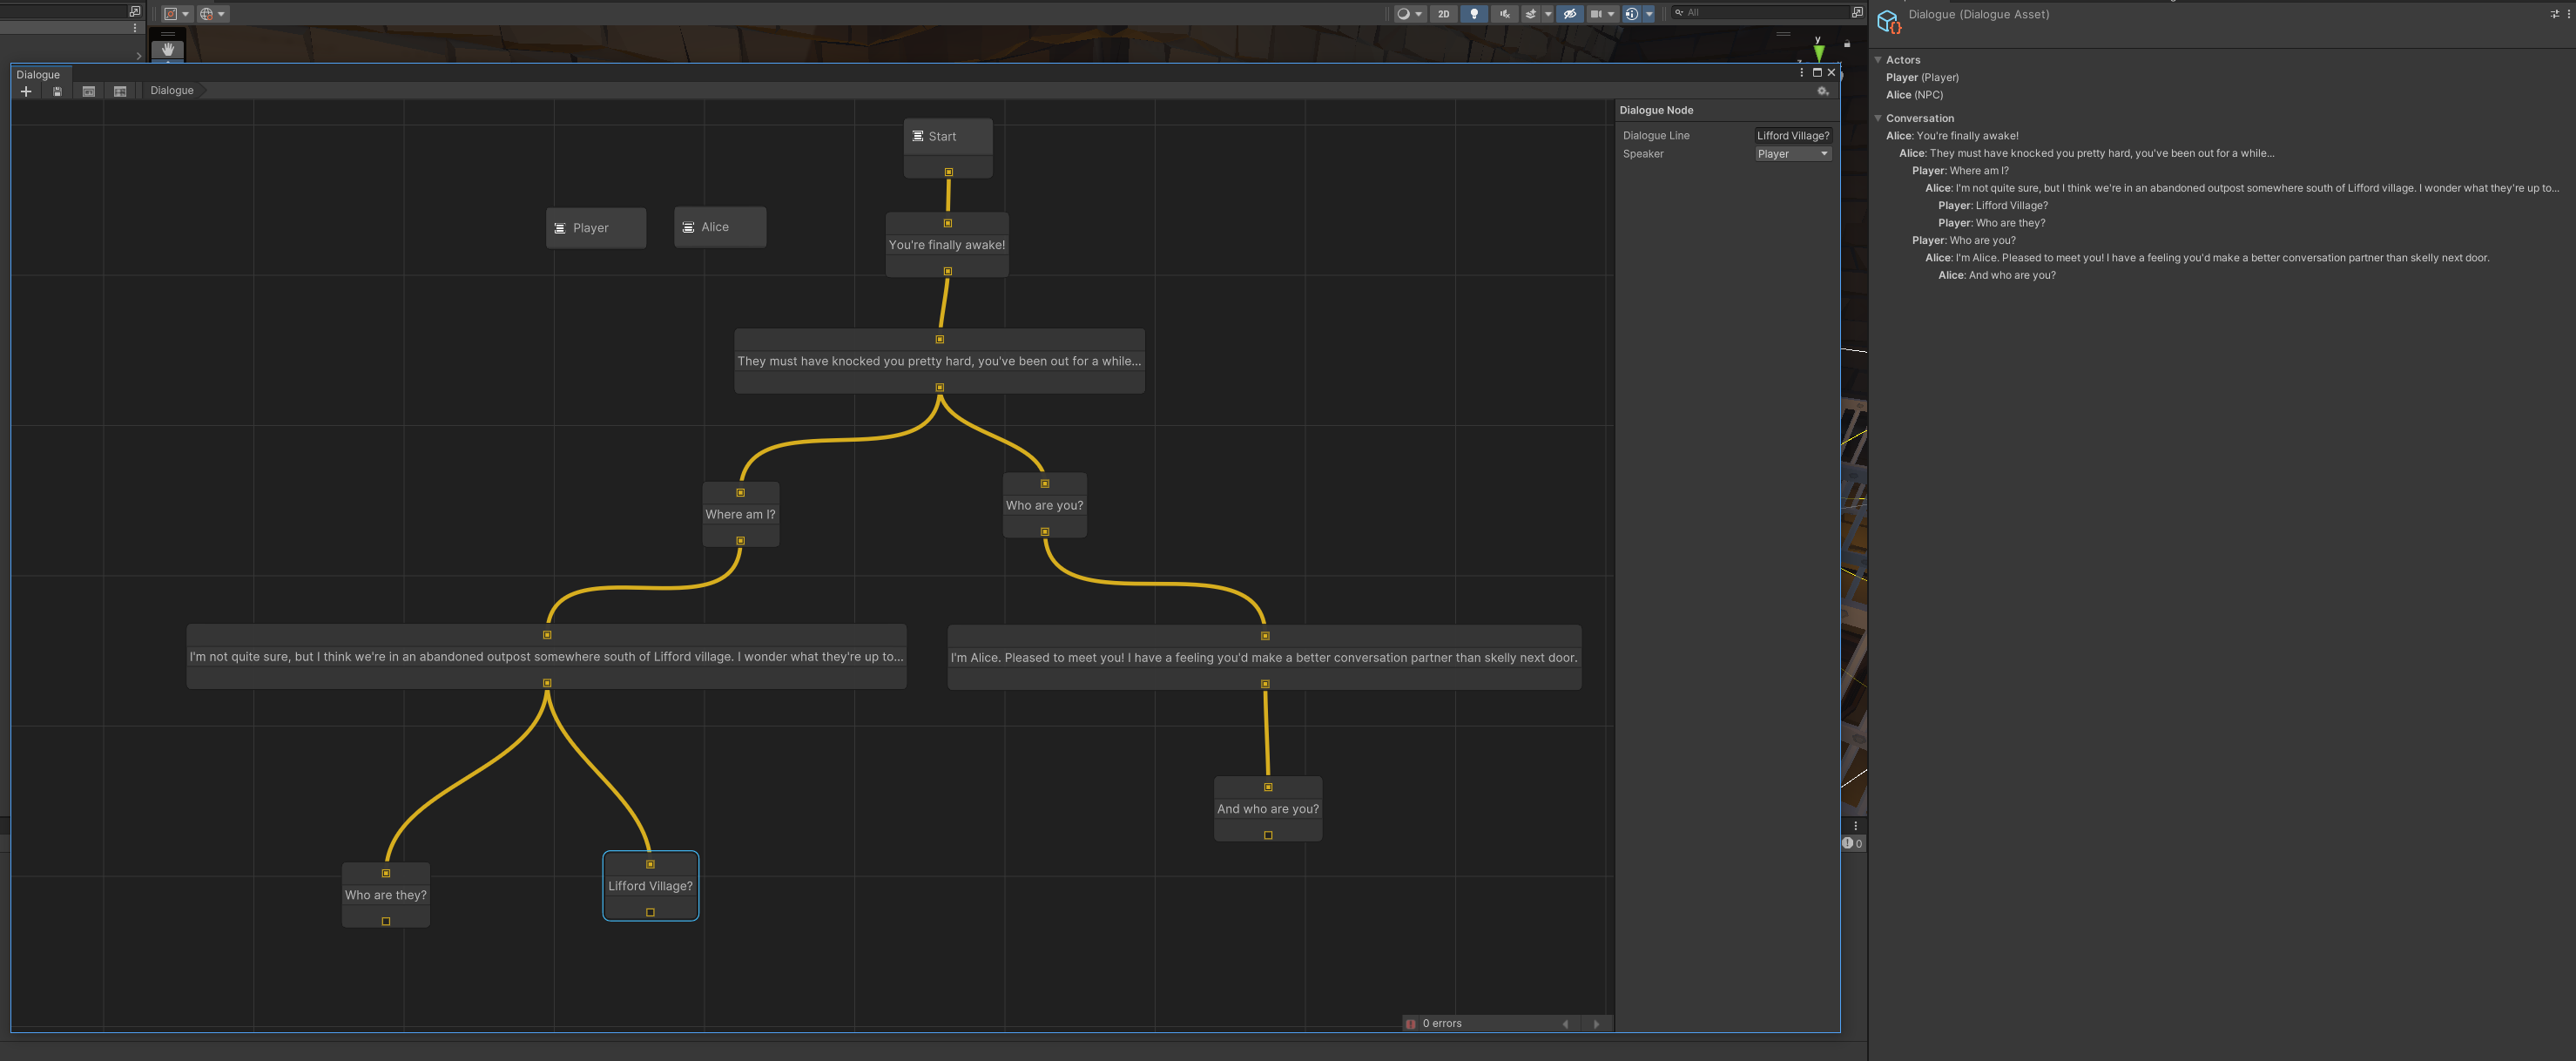 2D
All
Dialogue (Dialogue Asset)
y
Dialogue
Dialogue
Start
Player
Alice
You're finally awake!
They must have knocked you pretty hard, you've been out for a while...
Where am I?
Who are you?
I'm not quite sure, but I think we're in an abandoned outpost somewhere south of Lifford village. I wonder what they're up to...
I'm Alice. Pleased to meet you! I have a feeling you'd make a better conversation partner than skelly next door.
And who are you?
Who are they?
Lifford Village?
0 errors
Dialogue Node
Dialogue Line Lifford Village?
Speaker Player
0
Actors
Player (Player)
Alice (NPC)
Conversation
Alice: You're finally awake!
Alice: They must have knocked you pretty hard, you've been out for a while...
Player: Where am I?
Alice: I'm not quite sure, but I think we're in an abandoned outpost somewhere south of Lifford village. I wonder what they're up to...
Player: Lifford Village?
Player: Who are they?
Player: Who are you?
Alice: I'm Alice. Pleased to meet you! I have a feeling you'd make a better conversation partner than skelly next door.
Alice: And who are you?